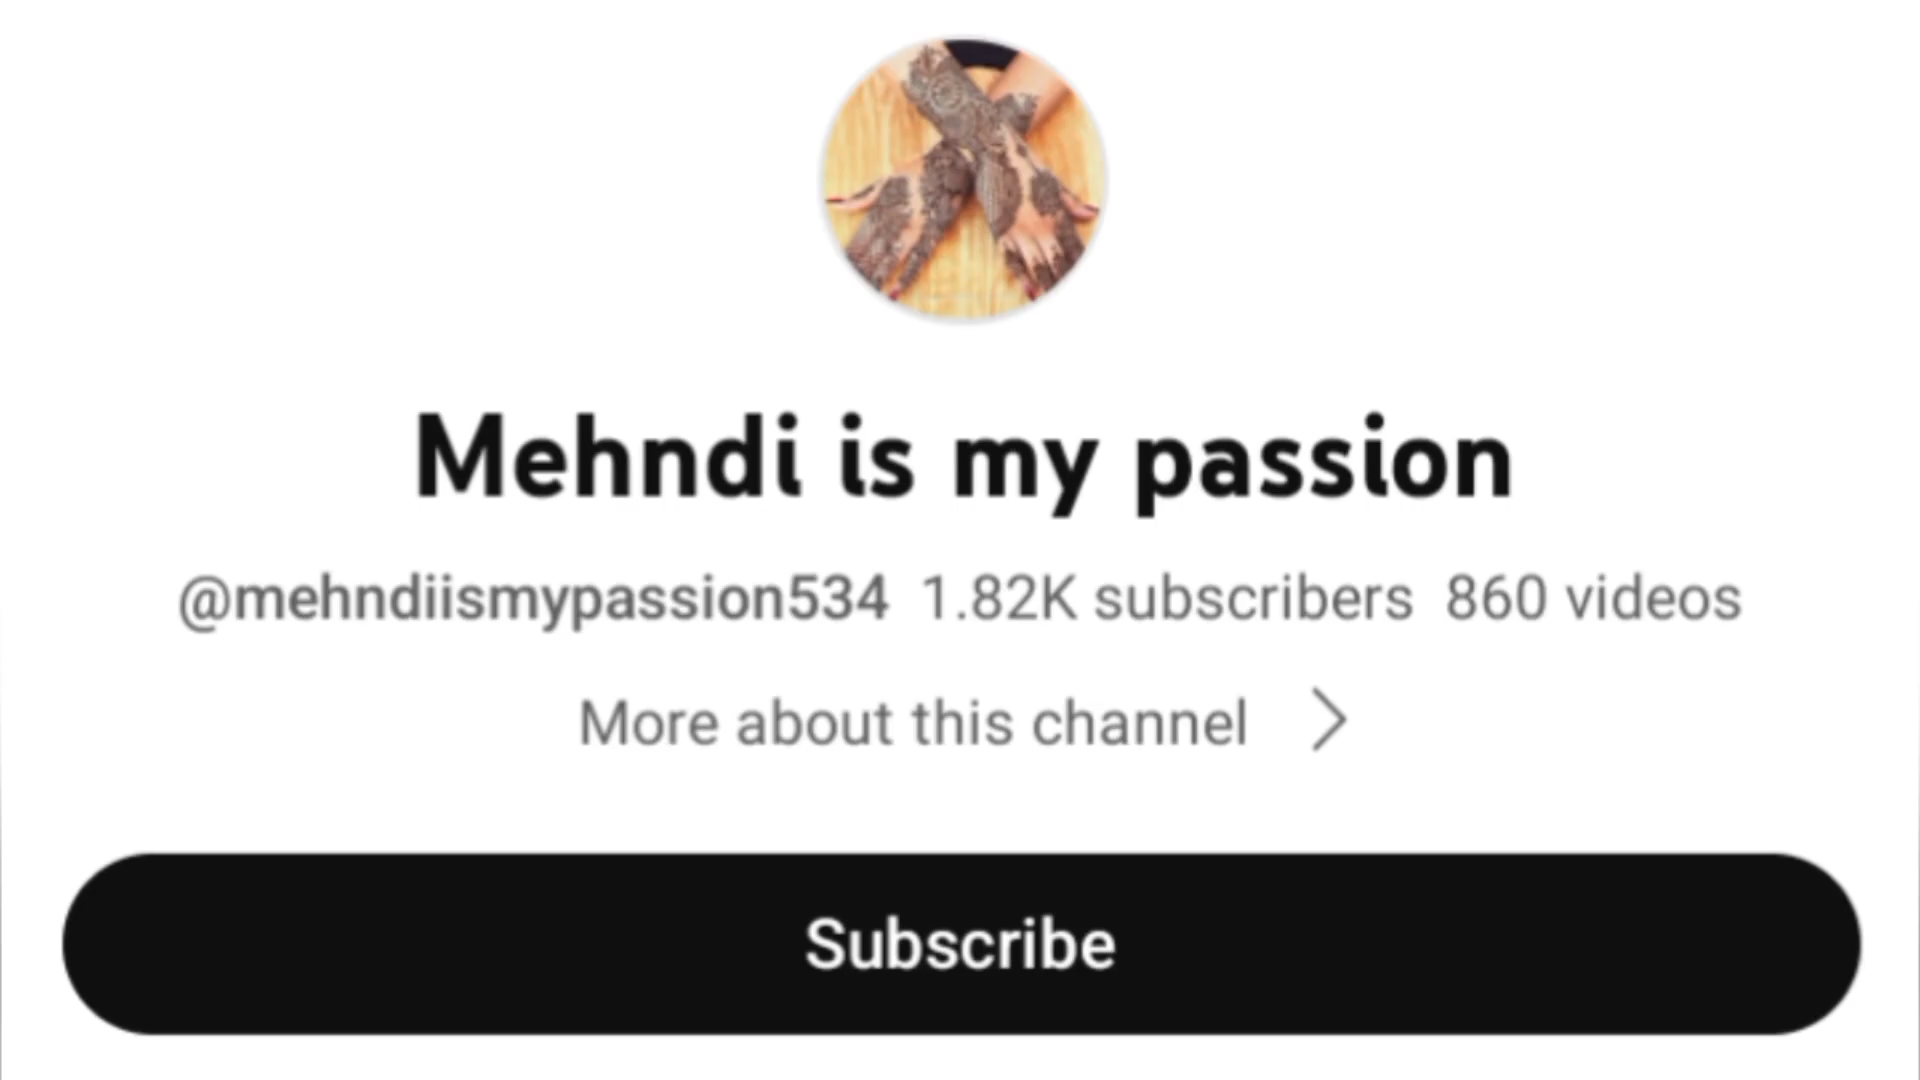 Mehndi is my passion
@mehndiismypassion534 1.82K subscribers 860 videos
More about this channel
Subscribe